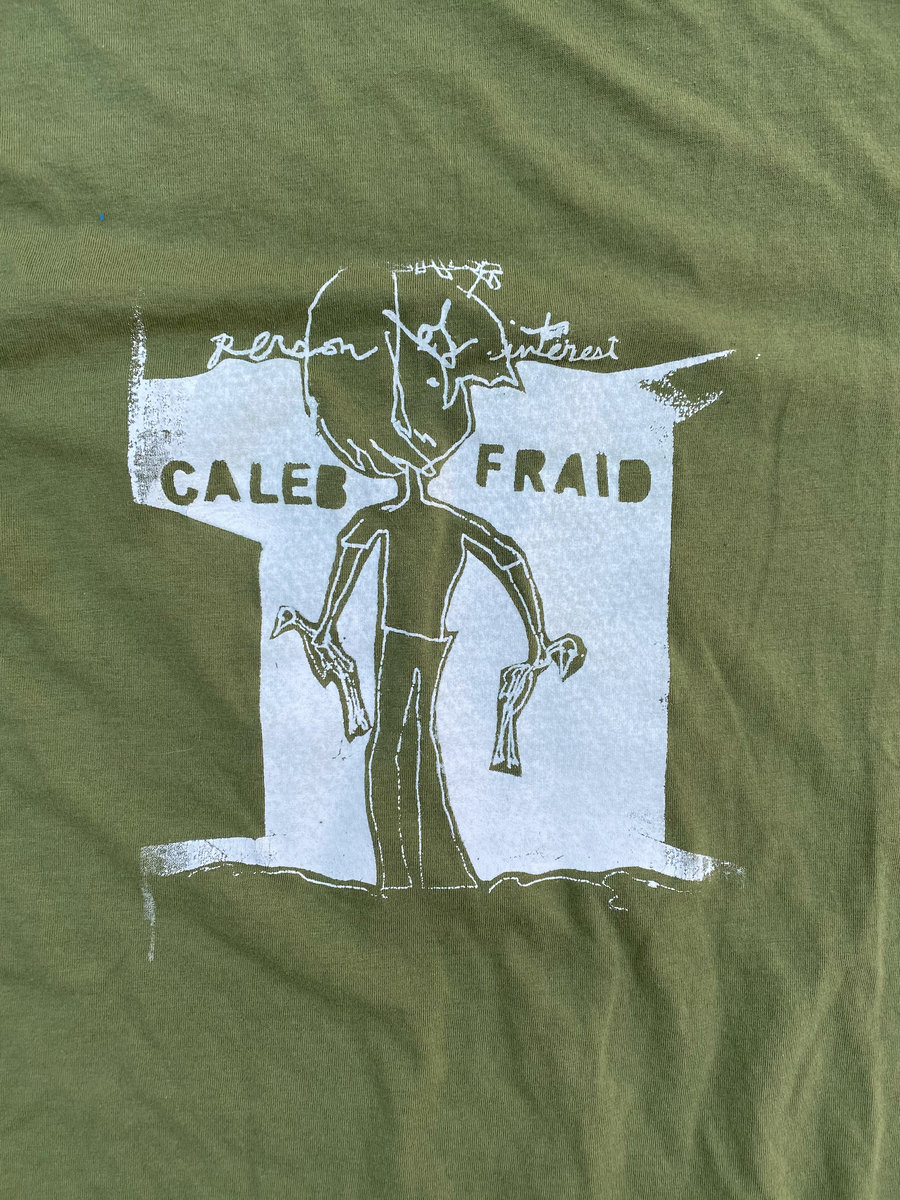 person of interest
CALEB FRAID